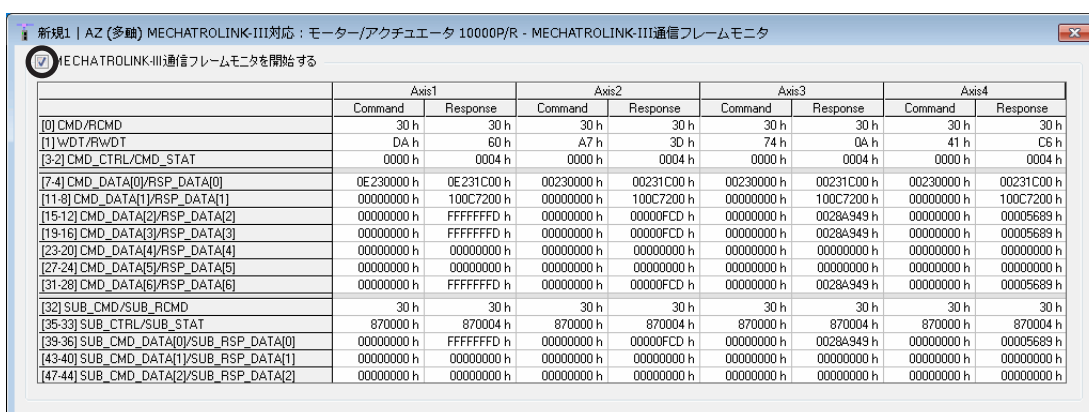 新規1 | AZ (多軸) MECHATROLINK-III対応：モーター/アクチュエータ 10000P/R - MECHATROLINK-III通信フレームモニタ
MECHATROLINK-III通信フレームモニタを開始する
Axis1 Axis2 Axis3 Axis4
Command Response Command Response Command Response Command Response
[0] CMD/RCMD 30 h 30 h 30 h 30 h 30 h 30 h 30 h 30 h
[1] WDT/RWDT DA h 60 h A7 h 3D h 74 h 0A h 41 h C6 h
[3-2] CMD_CTRL/CMD_STAT 0000 h 0004 h 0000 h 0004 h 0000 h 0004 h 0000 h 0004 h
[7-4] CMD_DATA[0]/RSP_DATA[0] 0E230000 h 0E231C00 h 00230000 h 00231C00 h 00230000 h 00231C00 h 00230000 h 00231C00 h
[11-8] CMD_DATA[1]/RSP_DATA[1] 00000000 h 100C7200 h 00000000 h 100C7200 h 00000000 h 100C7200 h 00000000 h 100C7200 h
[15-12] CMD_DATA[2]/RSP_DATA[2] 00000000 h FFFFFFFD h 00000000 h 00000FCD h 00000000 h 0028A949 h 00000000 h 00005689 h
[19-16] CMD_DATA[3]/RSP_DATA[3] 00000000 h FFFFFFFD h 00000000 h 00000FCD h 00000000 h 0028A949 h 00000000 h 00005689 h
[23-20] CMD_DATA[4]/RSP_DATA[4] 00000000 h 00000000 h 00000000 h 00000000 h 00000000 h 00000000 h 00000000 h 00000000 h
[27-24] CMD_DATA[5]/RSP_DATA[5] 00000000 h 00000000 h 00000000 h 00000000 h 00000000 h 00000000 h 00000000 h 00000000 h
[31-28] CMD_DATA[6]/RSP_DATA[6] 00000000 h FFFFFFFD h 00000000 h 00000FCD h 00000000 h 0028A949 h 00000000 h 00005689 h
[32] SUB_CMD/SUB_RCMD 30 h 30 h 30 h 30 h 30 h 30 h 30 h 30 h
[35-33] SUB_CTRL/SUB_STAT 870000 h 870004 h 870000 h 870004 h 870000 h 870004 h 870000 h 870004 h
[39-36] SUB_CMD_DATA[0]/SUB_RSP_DATA[0] 00000000 h FFFFFFFD h 00000000 h 00000FCD h 00000000 h 0028A949 h 00000000 h 00005689 h
[43-40] SUB_CMD_DATA[1]/SUB_RSP_DATA[1] 00000000 h 00000000 h 00000000 h 00000000 h 00000000 h 00000000 h 00000000 h 00000000 h
[47-44] SUB_CMD_DATA[2]/SUB_RSP_DATA[2] 00000000 h 00000000 h 00000000 h 00000000 h 00000000 h 00000000 h 00000000 h 00000000 h